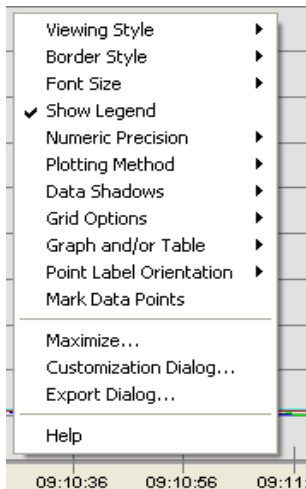 Viewing Style
Border Style
Font Size
Show Legend
Numeric Precision
Plotting Method
Data Shadows
Grid Options
Graph and/or Table
Point Label Orientation
Mark Data Points
Maximize...
Customization Dialog...
Export Dialog...
Help
09:10:36 09:10:56 09:11: